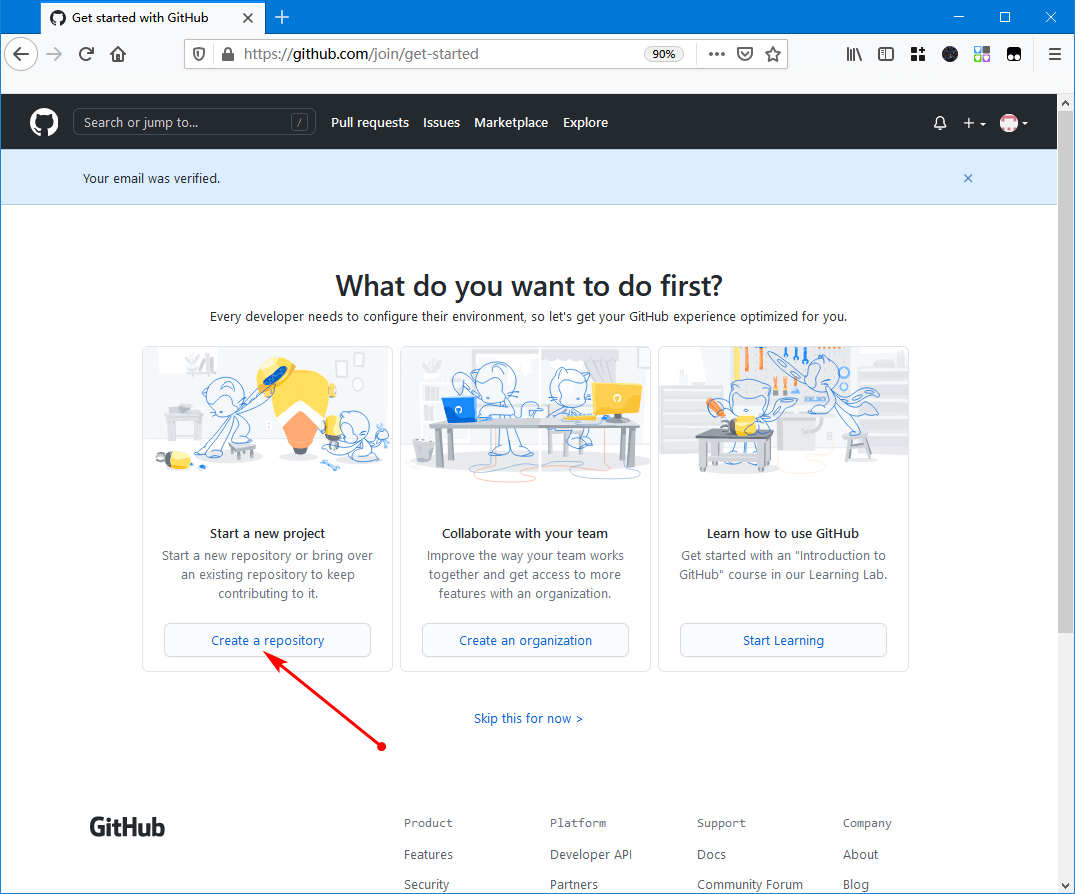 Get started with GitHub
https://github.com/join/get-started
90%
Search or jump to...
/
Pull requests
Issues
Marketplace
Explore
Your email was verified.
What do you want to do first?
Every developer needs to configure their environment, so let's get your GitHub experience optimized for you.
Start a new project
Start a new repository or bring over
an existing repository to keep
contributing to it.
Create a repository
Collaborate with your team
Improve the way your team works
together and get access to more
features with an organization.
Create an organization
Learn how to use GitHub
Get started with an "Introduction to
GitHub" course in our Learning Lab.
Start Learning
Skip this for now >
GitHub
Product
Features
Security
Platform
Developer API
Partners
Support
Docs
Community Forum
Company
About
Blog